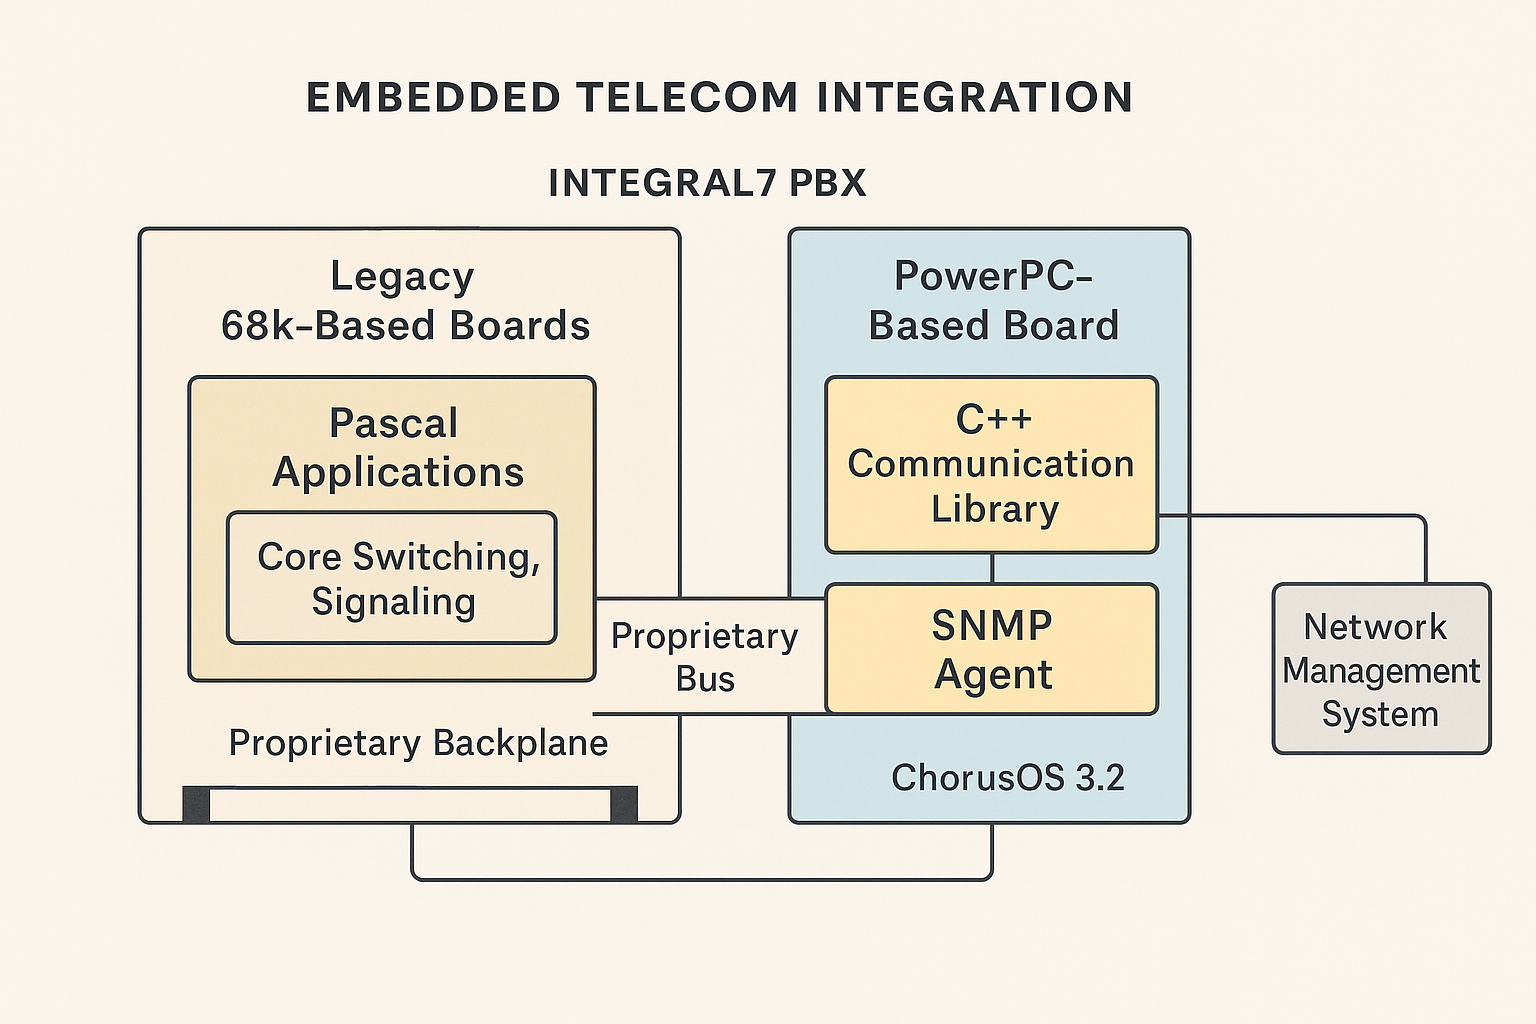 EMBEDDED TELECOM INTEGRATION
INTEGRAL7 PBX
Legacy
68k-Based Boards
Pascal
Applications
Core Switching,
Signaling
Proprietary Backplane
Proprietary
Bus
PowerPC-
Based Board
C++
Communication
Library
SNMP
Agent
ChorusOS 3.2
Network
Management
System